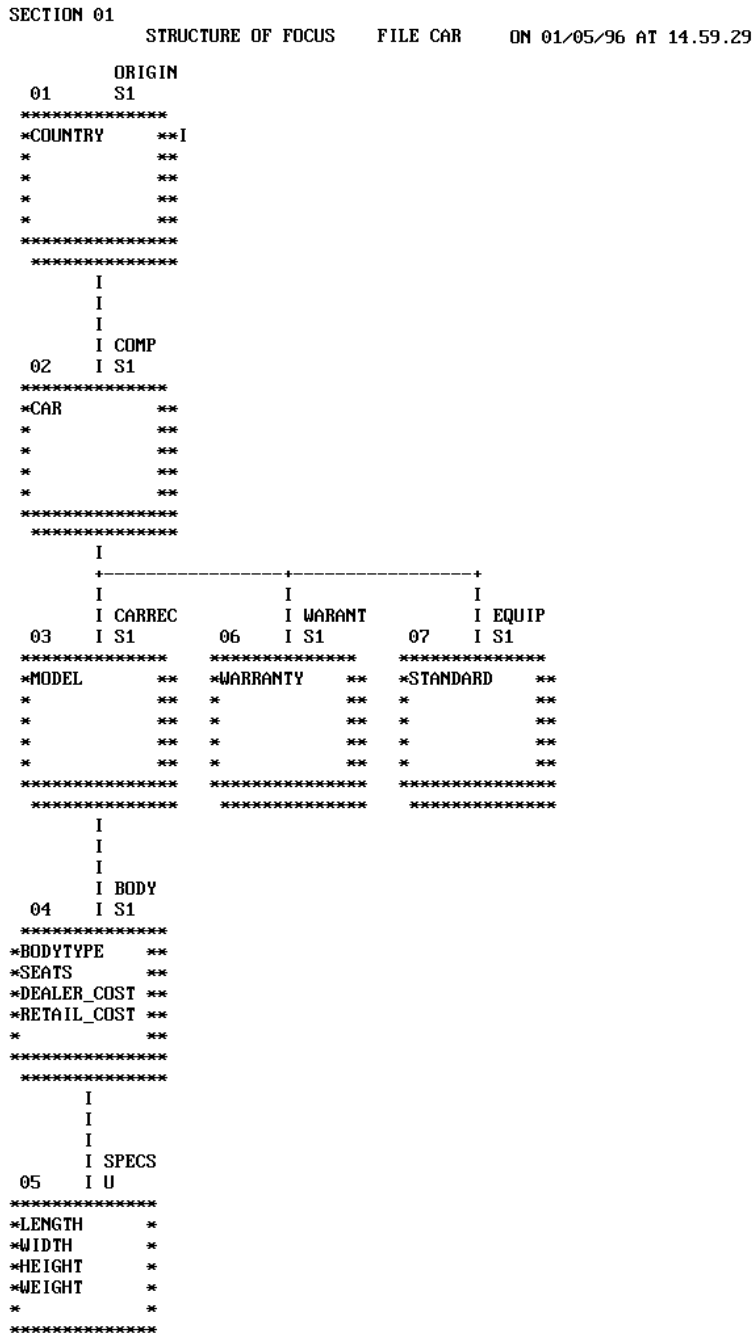 SECTION 01
STRUCTURE OF FOCUS FILE CAR ON 01/05/96 AT 14.59.29
ORIGIN
01 S1
**************
*COUNTRY **I
* **
* **
* **
* **
***************
**************
I
I
I
I COMP
02 I S1
**************
*CAR **
* **
* **
* **
* **
***************
**************
I
+-----------------+-----------------+
I I I
I CARREC I WARANT I EQUIP
03 I S1 06 I S1 07 I S1
************** ************** **************
*MODEL ** *WARRANTY ** *STANDARD **
* ** * ** * **
* ** * ** * **
* ** * ** * **
* ** * ** * **
*************** *************** ***************
************** ************** **************
I
I
I
I BODY
04 I S1
**************
*BODYTYPE **
*SEATS **
*DEALER_COST **
*RETAIL_COST **
* **
***************
**************
I
I
I
I SPECS
05 I U
**************
*LENGTH *
*WIDTH *
*HEIGHT *
*WEIGHT *
* *
**************